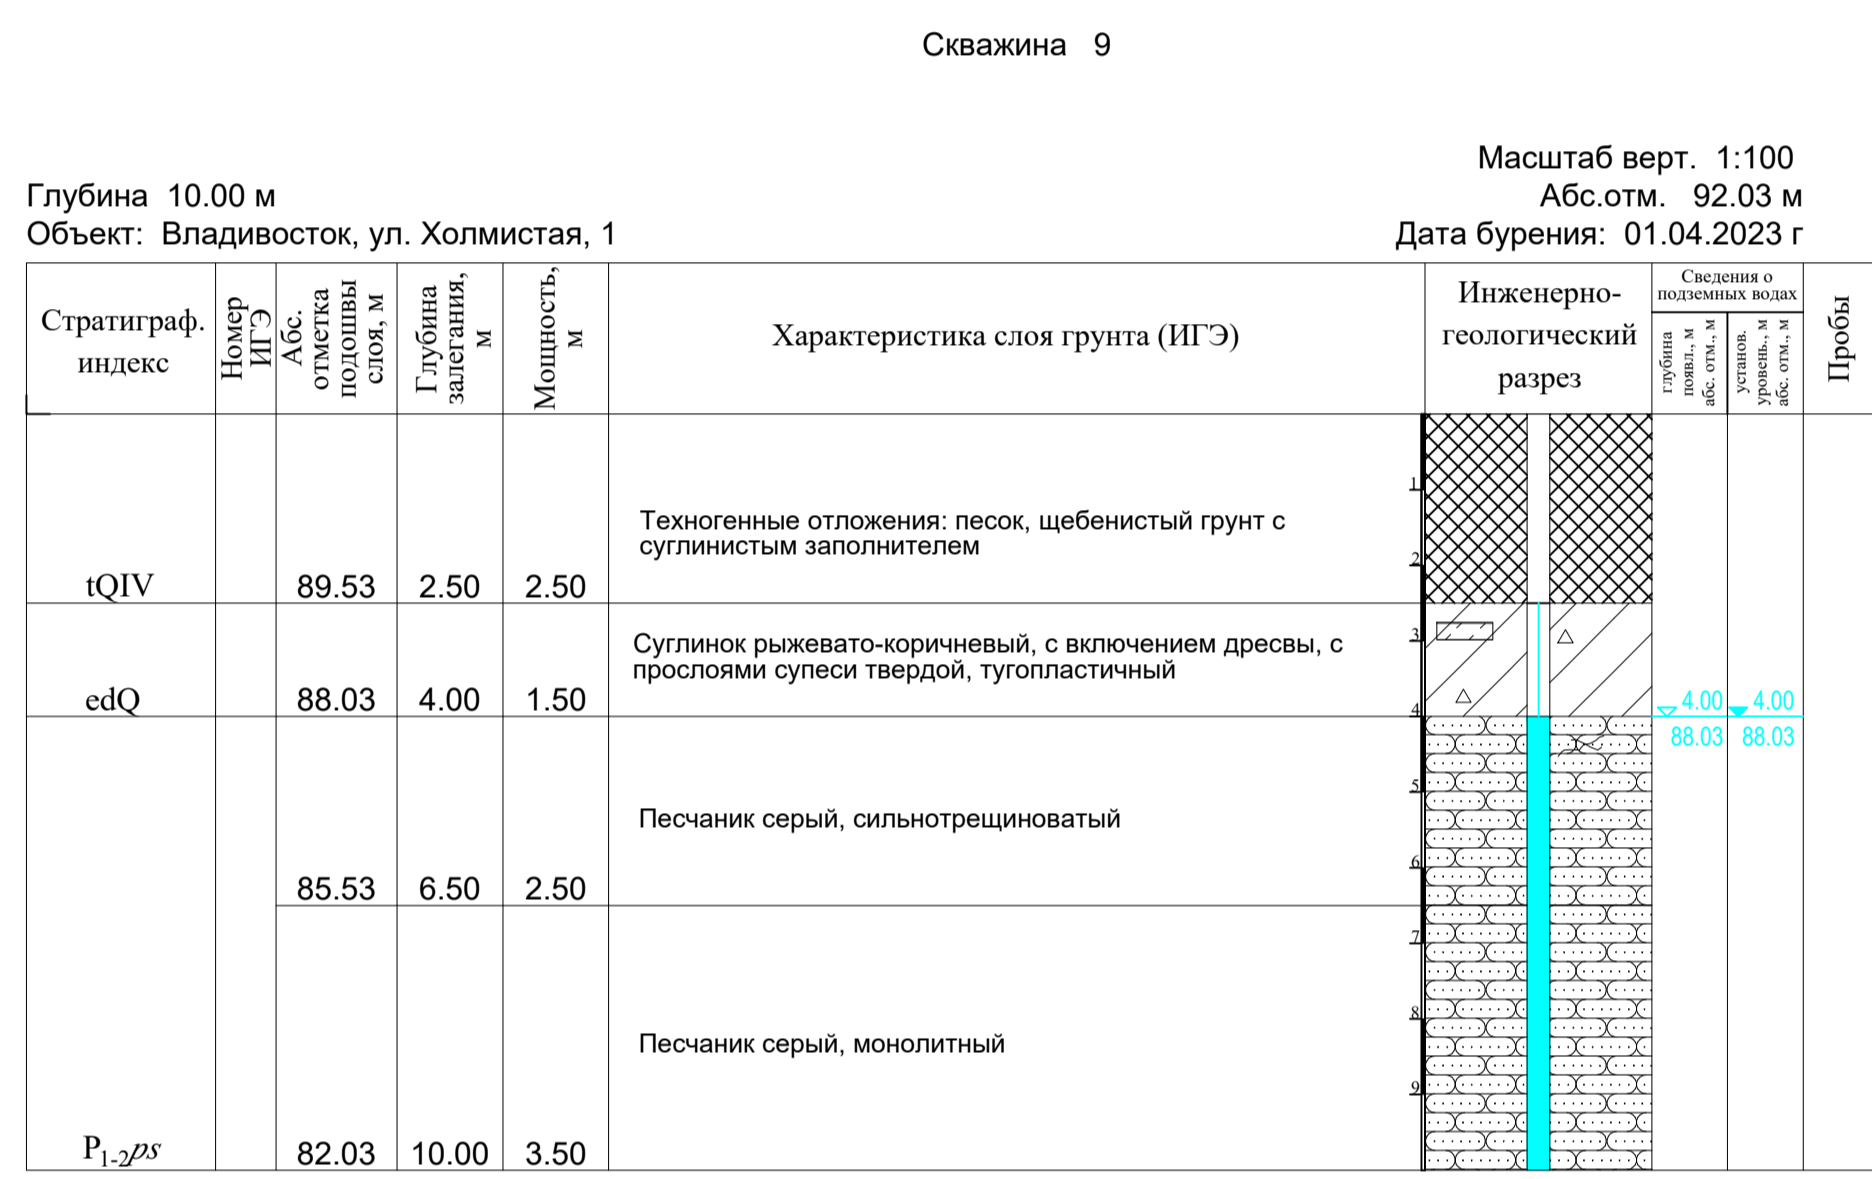 Скважина 9
Масштаб верт. 1:100
Глубина 10.00 м
Абс.отм. 92.03 м
Объект: Владивосток, ул. Холмистая, 1
Дата бурения: 01.04.2023 г
Стратиграф.
индекс
Номер
ИГЭ
Абс.
отметка
подошвы
слоя, м
Глубина
залегания,
м
Мощность,
м
Характеристика слоя грунта (ИГЭ)
Инженерно-
геологический
разрез
Сведения о
подземных водах
глубина
появл., м
абс. отм., м
установ.
уровень., м
абс. отм., м
Пробы
1
Техногенные отложения: песок, щебенистый грунт с
суглинистым заполнителем
2
tQIV 89.53 2.50 2.50
3
Суглинок рыжевато-коричневый, с включением дресвы, с
прослоями супеси твердой, тугопластичный
edQ 88.03 4.00 1.50
4
4.00 4.00
88.03 88.03
5
Песчаник серый, сильнотрещиноватый
6
85.53 6.50 2.50
7
8
Песчаник серый, монолитный
9
P1-2ps 82.03 10.00 3.50